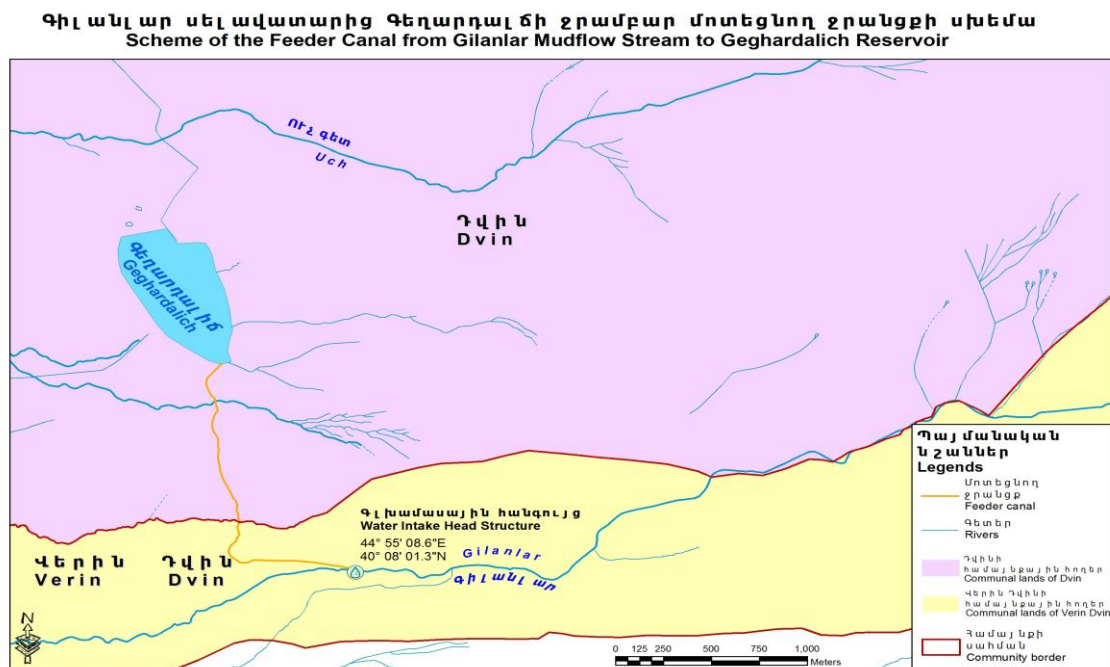 Գիլանլար սելավատարից Գեղարդալճի ջրամբար մոտեցնող ջրանցքի սխեմա
Scheme of the Feeder Canal from Gilanlar Mudflow Stream to Geghardalich Reservoir
ՈՒՀ գետ
Uch
Դվին
Dvin
Գեղարդալիճ
Geghardalich
Գլխամասային հանգույց
Water Intake Head Structure
44° 55' 08.6"E
40° 08' 01.3"N
Gilanlar
Գիլանլար
Վերին Դվին
Verin Dvin
N
0 125 250 500 750 1,000
Meters
Պայմանական
նշաններ
Legends
Մոտեցնող
ջրանցք
Feeder canal
Գետեր
Rivers
Դվինի
համայնքային հողեր
Communal lands of Dvin
Վերին Դվինի
համայնքային հողեր
Communal lands of Verin Dvin
Համայնքի
սահման
Community border